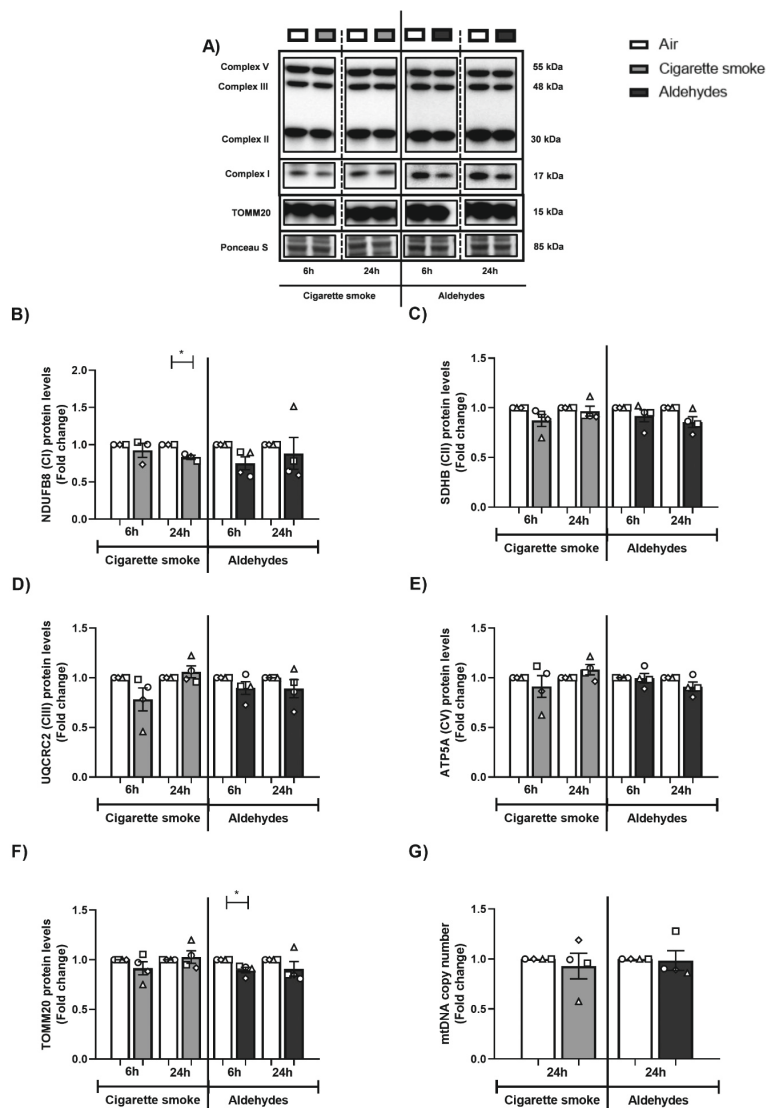 A)
Air
Cigarette smoke
Aldehydes
Complex V
55 kDa
Complex III
48 kDa
Complex II
30 kDa
Complex I
17 kDa
TOMM20
15 kDa
Ponceau S
85 kDa
6h 24h 6h 24h
Cigarette smoke Aldehydes
B)
NDUFB8 (CI) protein levels
(Fold change)
2.0
1.5
1.0
0.5
0.0
*
6h 24h 6h 24h
Cigarette smoke Aldehydes
C)
SDHB (CII) protein levels
(Fold change)
1.5
1.0
0.5
0.0
6h 24h 6h 24h
Cigarette smoke Aldehydes
D)
UQCRC2 (CIII) protein levels
(Fold change)
1.5
1.0
0.5
0.0
6h 24h 6h 24h
Cigarette smoke Aldehydes
E)
ATP5A (CV) protein levels
(Fold change)
1.5
1.0
0.5
0.0
6h 24h 6h 24h
Cigarette smoke Aldehydes
F)
TOMM20 protein levels
(Fold change)
1.5
1.0
0.5
0.0
*
6h 24h 6h 24h
Cigarette smoke Aldehydes
G)
mtDNA copy number
(Fold change)
1.5
1.0
0.5
0.0
24h 24h
Cigarette smoke Aldehydes